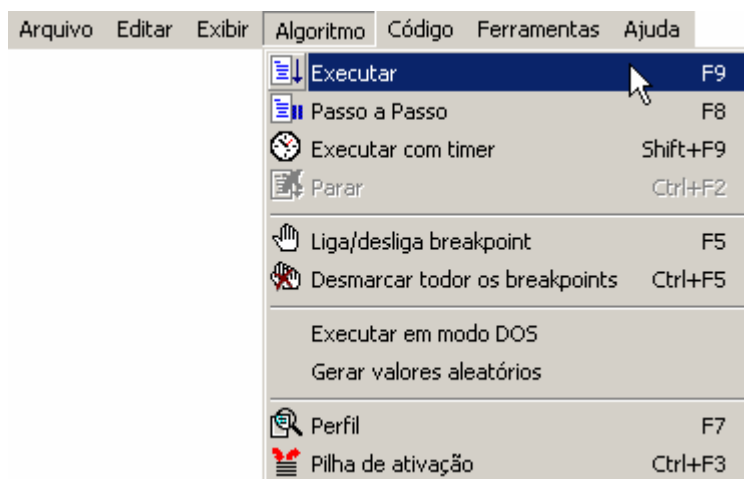 Arquivo Editar Exibir Algoritmo Código Ferramentas Ajuda
Executar F9
Passo a Passo F8
Executar com timer Shift+F9
Parar Ctrl+F2
Liga/desliga breakpoint F5
Desmarcar todor os breakpoints Ctrl+F5
Executar em modo DOS
Gerar valores aleatórios
Perfil F7
Pilha de ativação Ctrl+F3